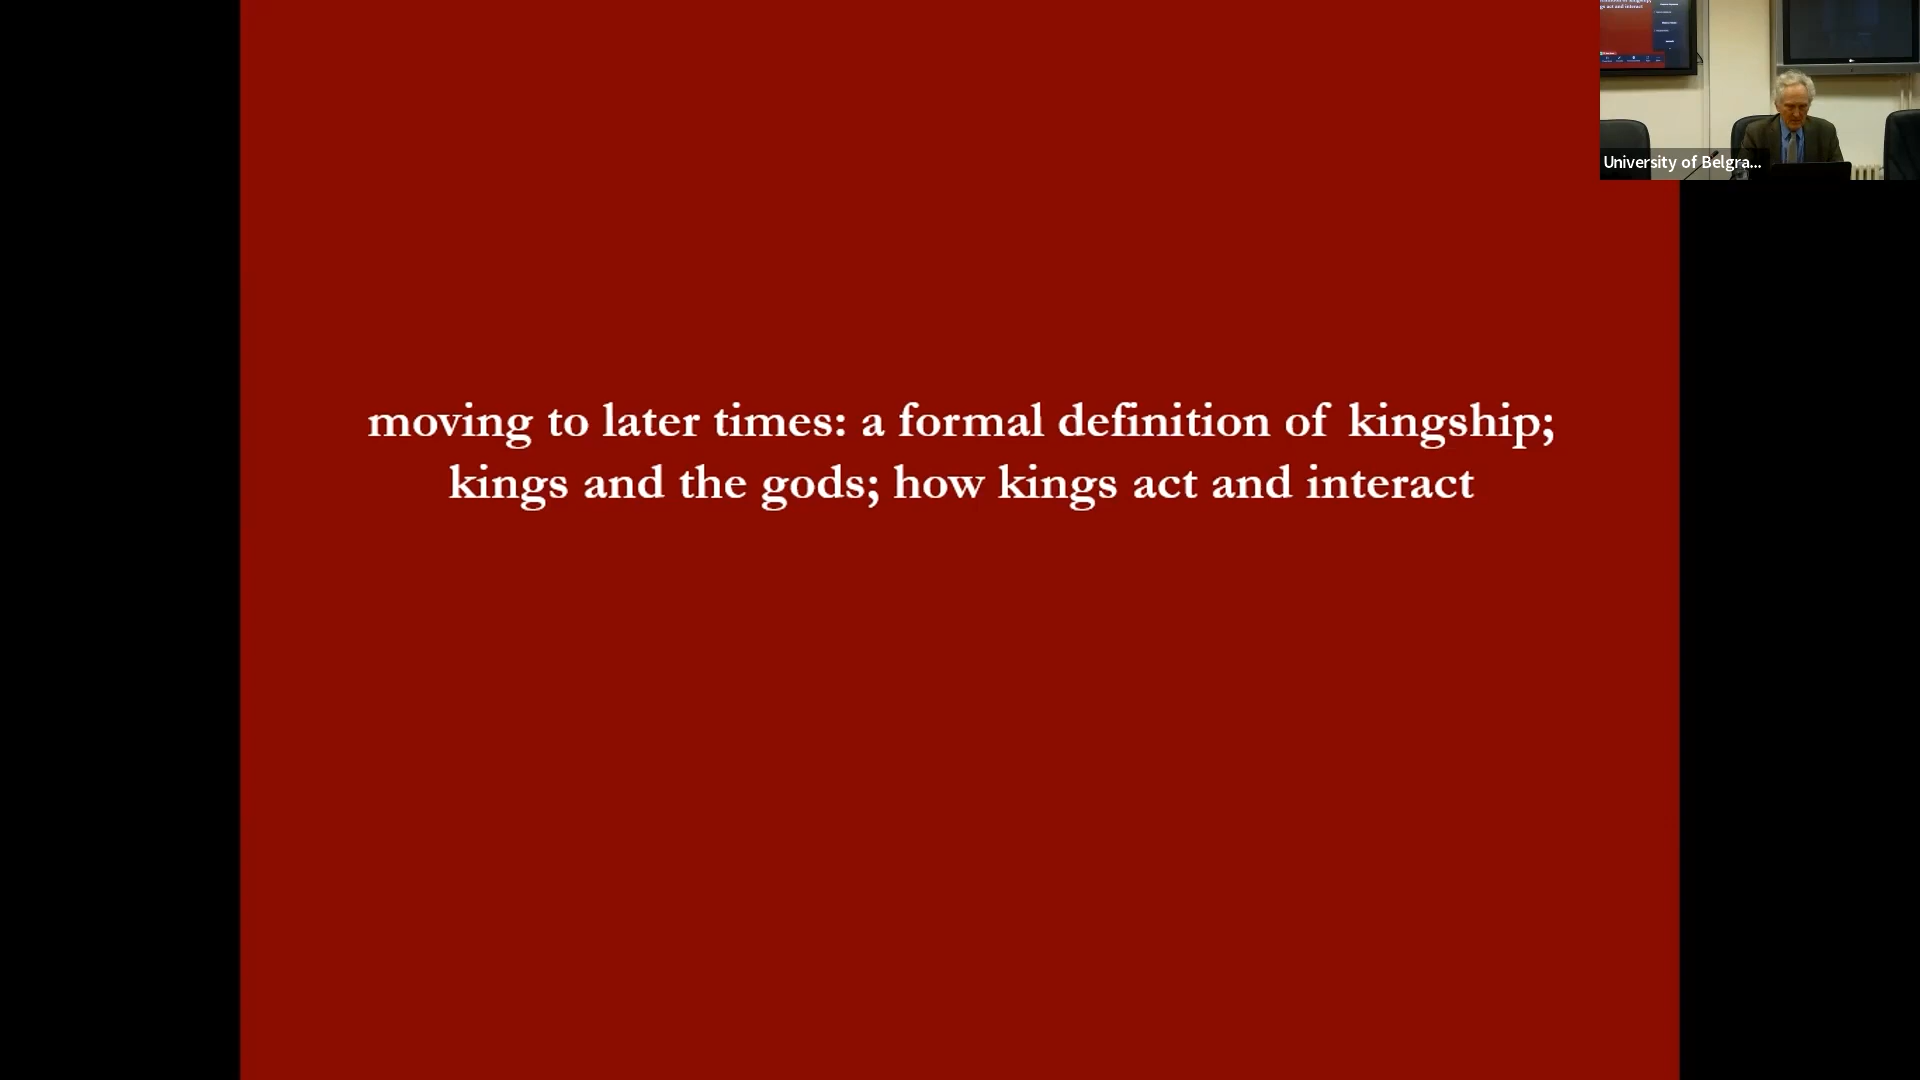 moving to later times: a formal definition of kingship;
kings and the gods; how kings act and interact
University of Belgra...